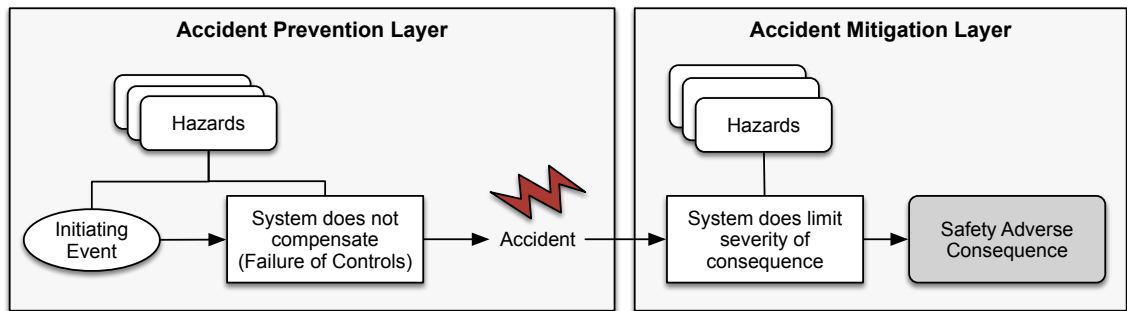 Accident Prevention Layer
Hazards
Initiating
Event
System does not
compensate
(Failure of Controls)
Accident
Accident Mitigation Layer
Hazards
System does limit
severity of
consequence
Safety Adverse
Consequence